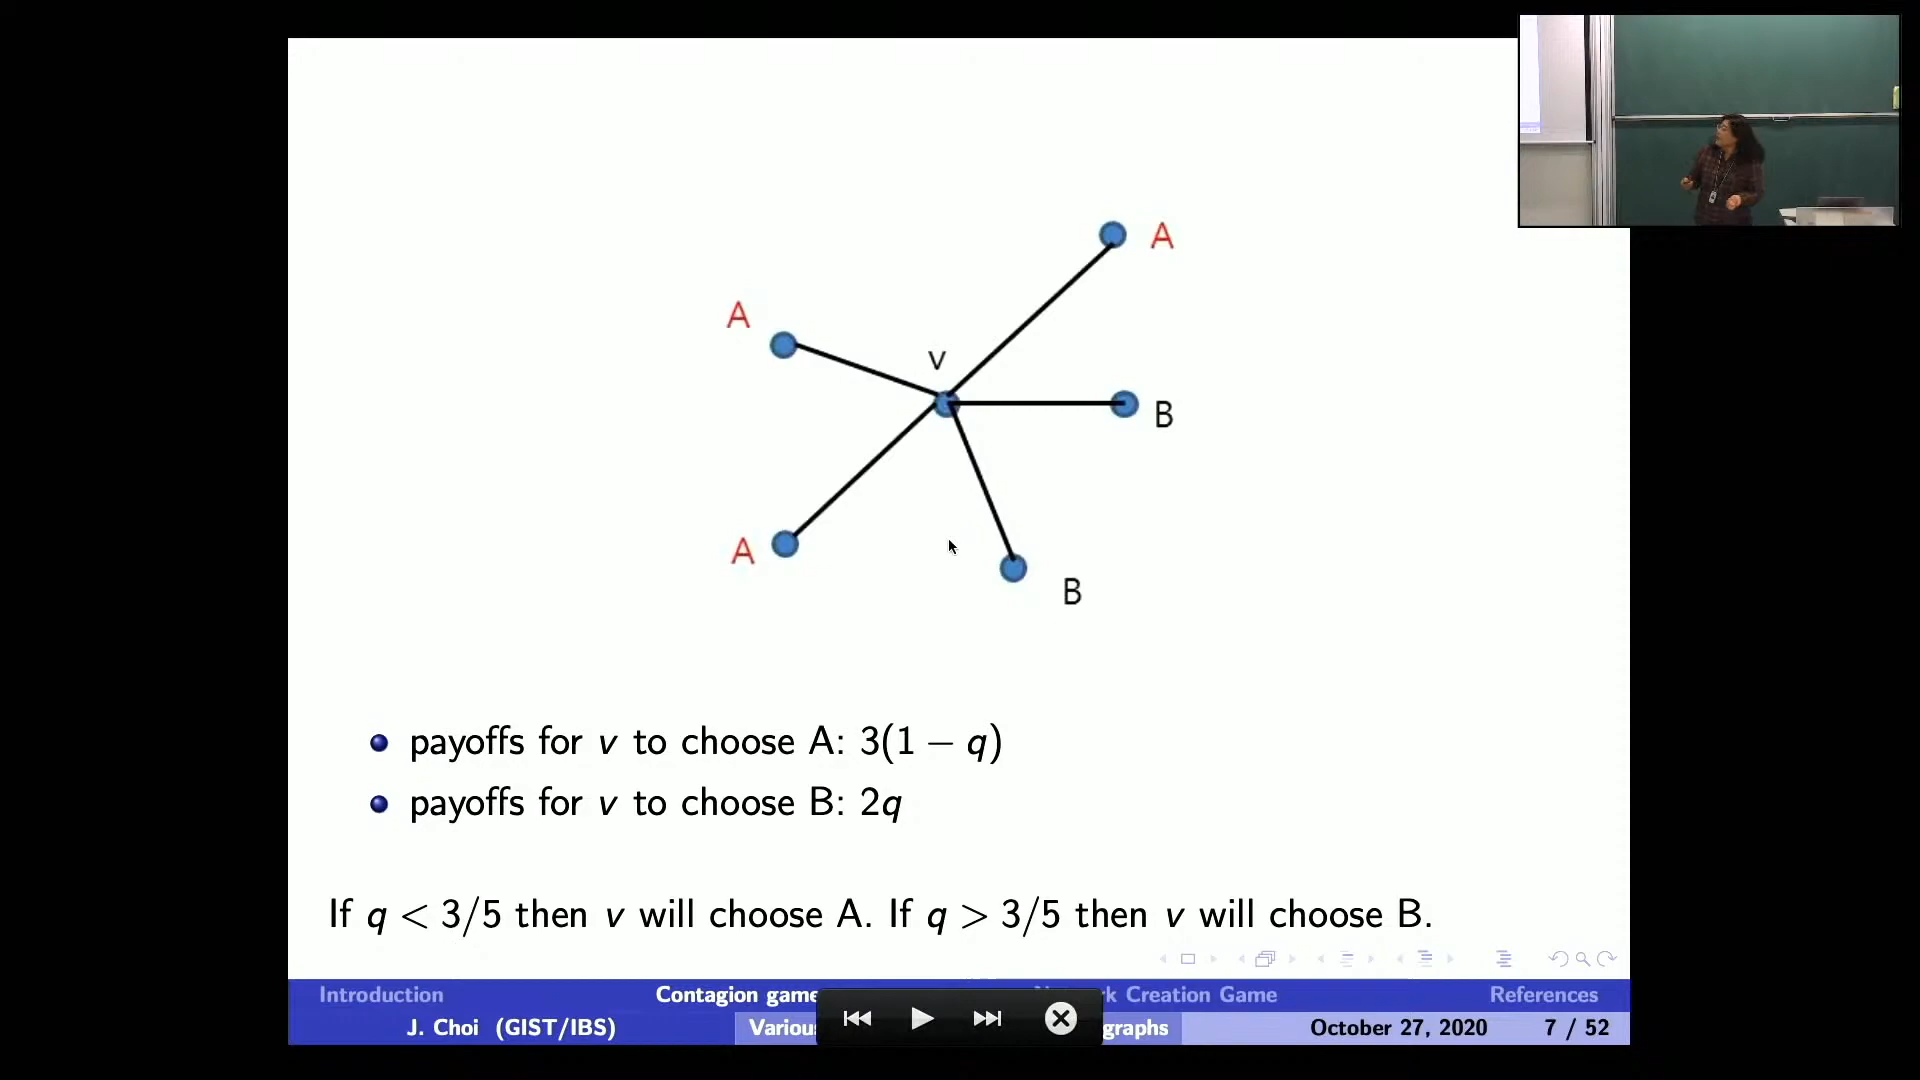 A
A
v
B
A
B
payoffs for v to choose A: 3(1 − q)
payoffs for v to choose B: 2q
If q < 3/5 then v will choose A. If q > 3/5 then v will choose B.
Introduction Contagion game Creation Game References
J. Choi (GIST/IBS) graphs October 27, 2020 7 / 52